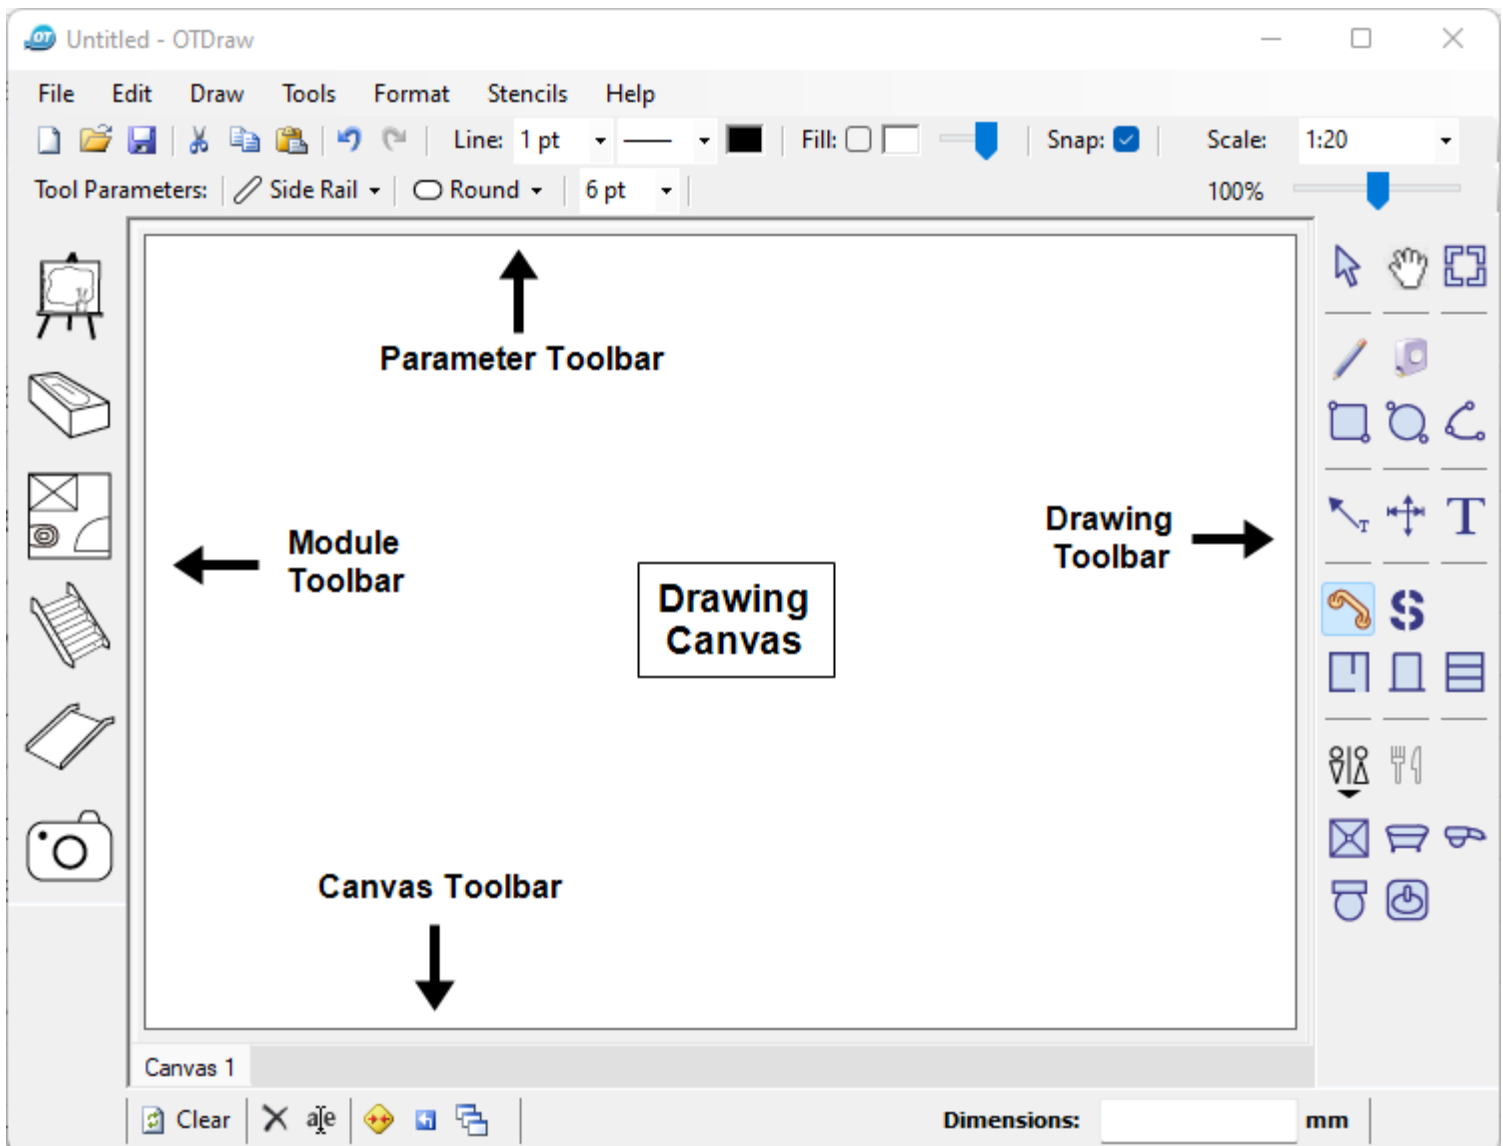 OT Untitled - OTDraw
File Edit Draw Tools Format Stencils Help
Line: 1 pt Fill: Snap: Scale: 1:20
Tool Parameters: Side Rail Round 6 pt 100%
Parameter Toolbar
Module
Toolbar
Drawing
Canvas
Drawing
Toolbar
T
T
S
Canvas Toolbar
Canvas 1
Clear a|e Dimensions: mm